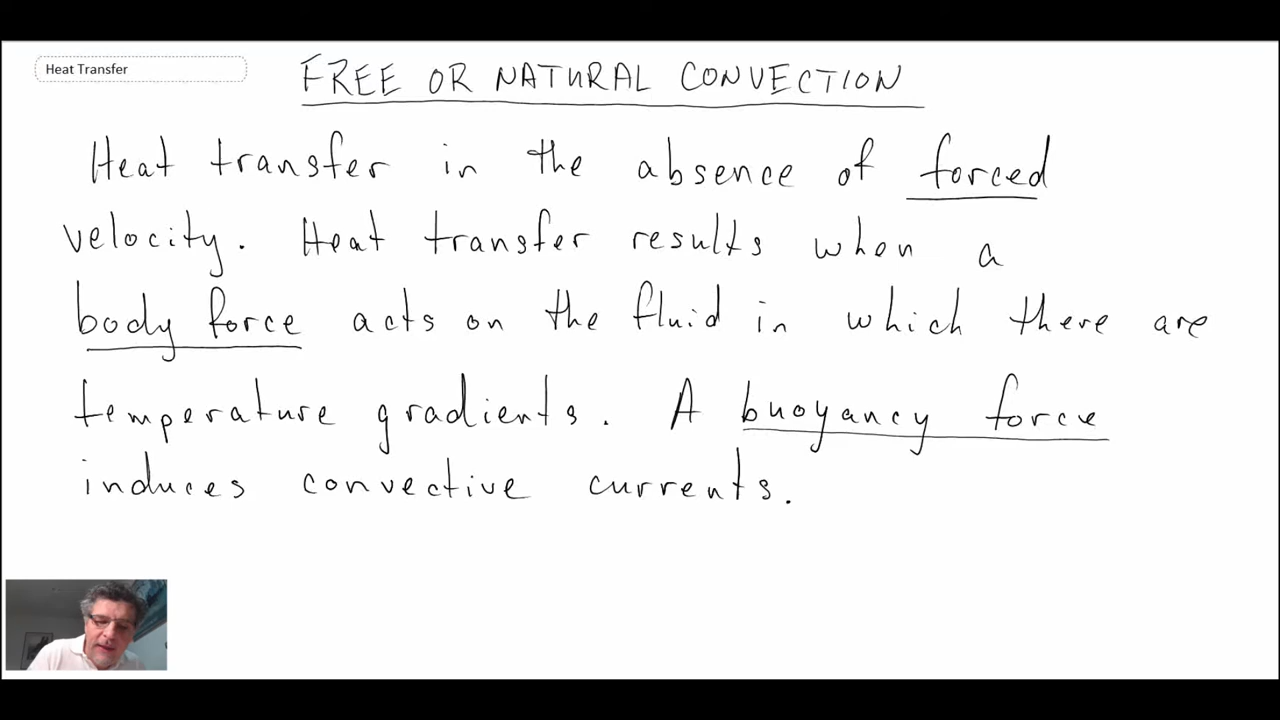 Heat Transfer
FREE OR NATURAL CONVECTION
Heat transfer in the absence of forced
velocity. Heat transfer results when a
body force acts on the fluid in which there are
temperature gradients. A buoyancy force
induces convective currents.